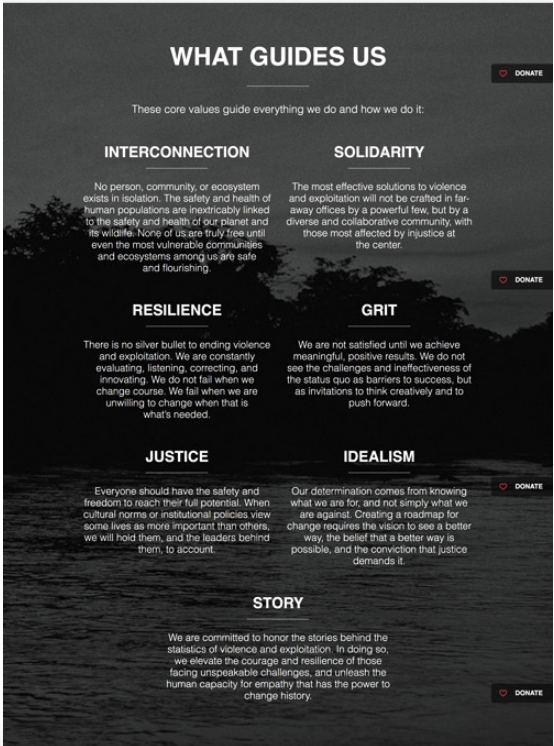 WHAT GUIDES US
DONATE
These core values guide everything we do and how we do it:
INTERCONNECTION
No person, community, or ecosystem
exists in isolation. The safety and health of
human populations are inextricably linked
to the safety and health of our planet and
its wildlife. None of us are truly free until
even the most vulnerable communities
and ecosystems among us are safe
and flourishing.
SOLIDARITY
The most effective solutions to violence
and exploitation will not be crafted in far-
away offices by a powerful few, but by a
diverse and collaborative community, with
those most affected by injustice at
the center.
DONATE
RESILIENCE
There is no silver bullet to ending violence
and exploitation. We are constantly
evaluating, listening, correcting, and
innovating. We do not fail when we
change course. We fail when we are
unwilling to change when that is
what's needed.
GRIT
We are not satisfied until we achieve
meaningful, positive results. We do not
see the challenges and ineffectiveness of
the status quo as barriers to success, but
as invitations to think creatively and to
push forward.
JUSTICE
Everyone should have the safety and
freedom to reach their full potential. When
cultural norms or institutional policies view
some lives as more important than others,
we will hold them, and the leaders behind
them, to account.
IDEALISM
Our determination comes from knowing
what we are for, and not simply what we
are against. Creating a roadmap for
change requires the vision to see a better
way, the belief that a better way is
possible, and the conviction that justice
demands it.
DONATE
STORY
We are committed to honor the stories behind the
statistics of violence and exploitation. In doing so,
we elevate the courage and resilience of those
facing unspeakable challenges, and unleash the
human capacity for empathy that has the power to
change history.
DONATE